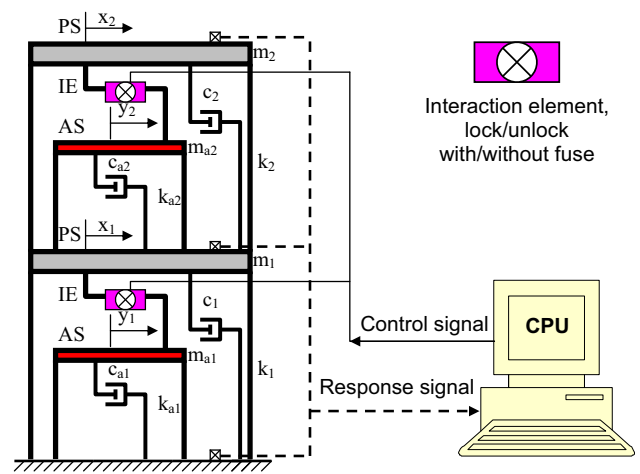 PS x2
m2
IE
c2
y2
AS
ma2
ca2
k2
ka2
PS x1
m1
IE
c1
y1
AS
ma1
ca1
k1
ka1
Interaction element,
lock/unlock
with/without fuse
CPU
Control signal
Response signal